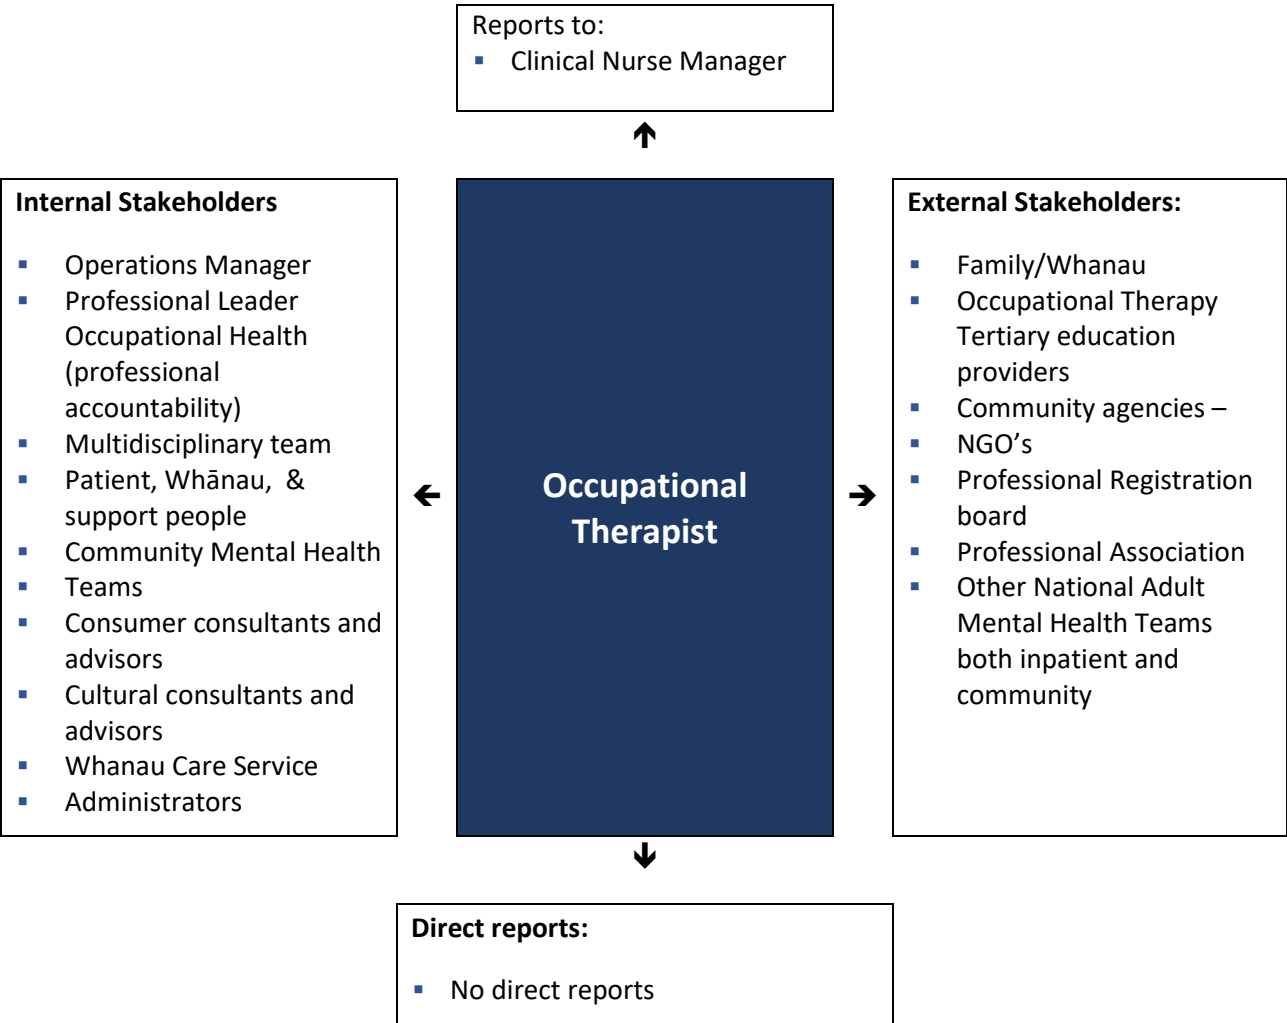 Reports to:
▪ Clinical Nurse Manager
🡩
Internal Stakeholders
▪ Operations Manager
▪ Professional Leader
Occupational Health
(professional
accountability)
▪ Multidisciplinary team
▪ Patient, Whānau,  &
support people
▪ Community Mental Health
▪ Teams
▪ Consumer consultants and
advisors
▪ Cultural consultants and
advisors
▪ Whanau Care Service
▪ Administrators
🡨
Occupational
Therapist
🡪
External Stakeholders:
▪ Family/Whanau
▪ Occupational Therapy
Tertiary education
providers
▪ Community agencies –
▪ NGO’s
▪ Professional Registration
board
▪ Professional Association
▪ Other National Adult
Mental Health Teams
both inpatient and
community
🡫
Direct reports:
▪ No direct reports